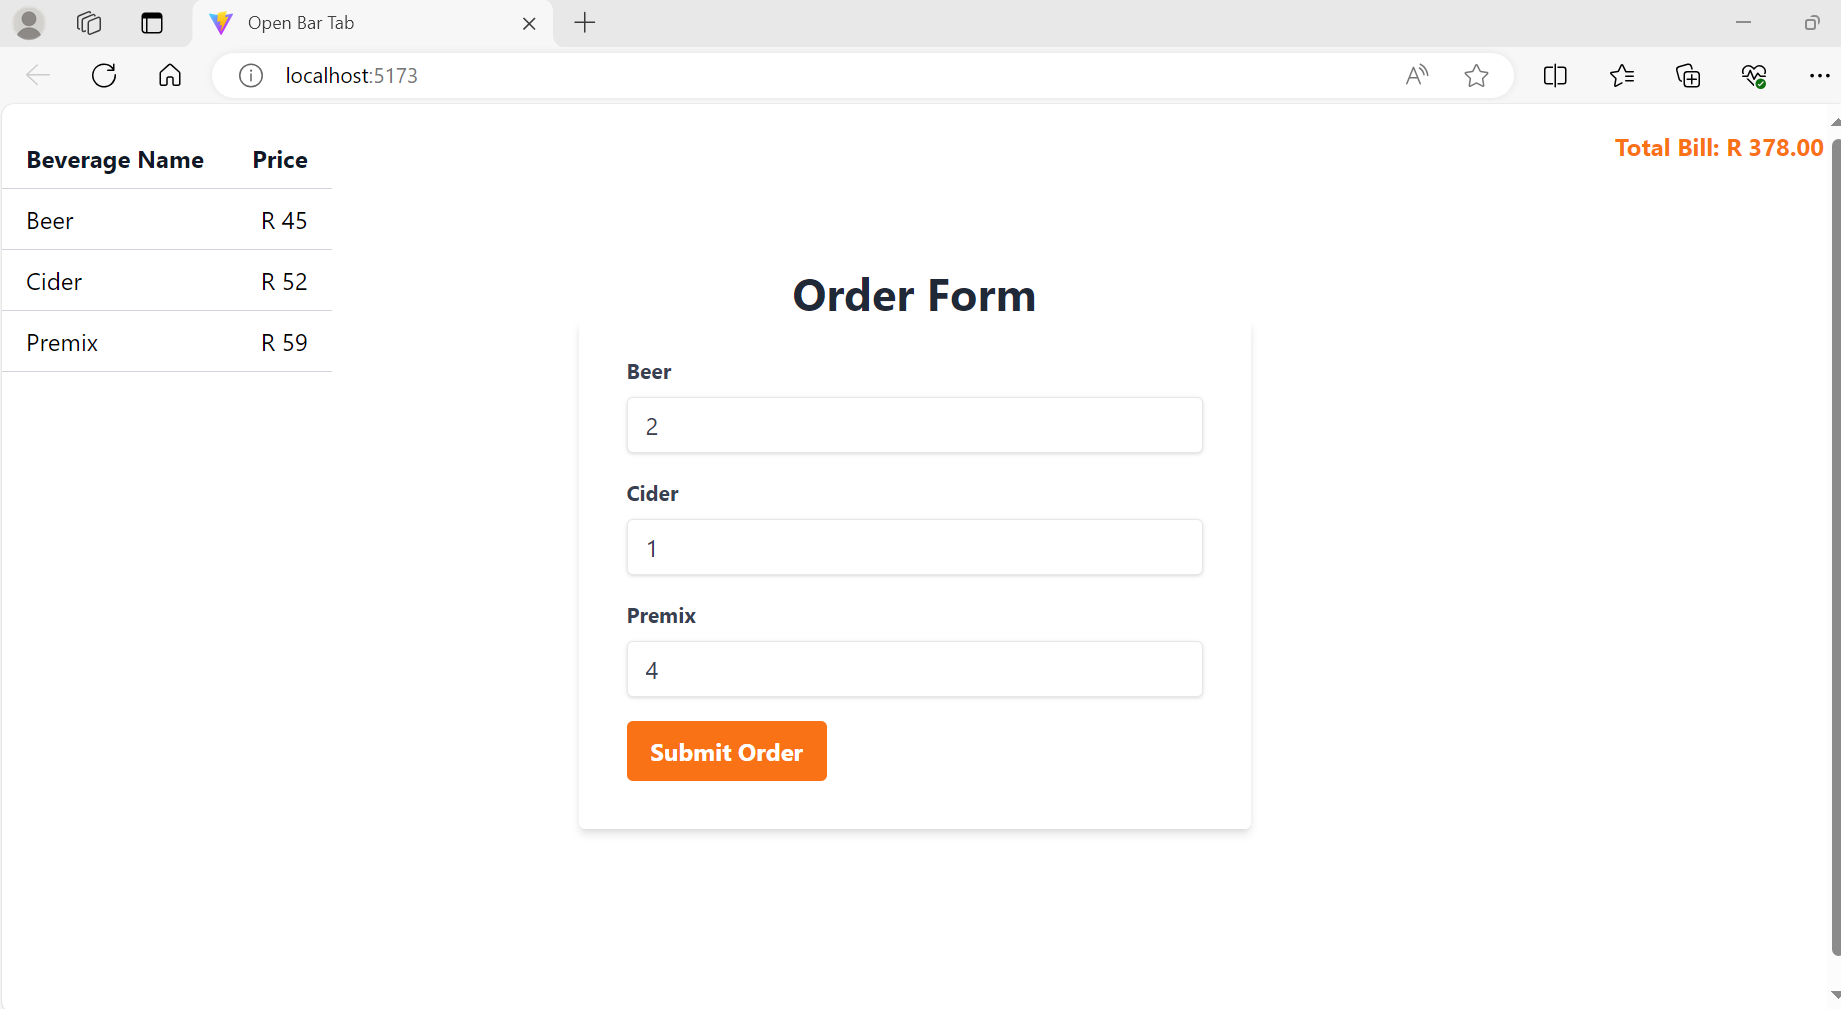 Open Bar Tab
localhost:5173
Total Bill: R 378.00
Beverage Name Price
Beer R 45
Cider R 52
Premix R 59
Order Form
Beer
2
Cider
1
Premix
4
Submit Order